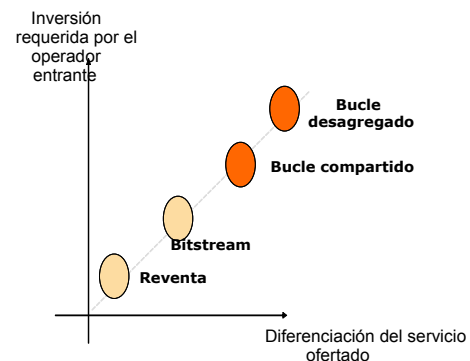 Inversión
requerida por el
operador
entrante
Bucle
desagregado
Bucle compartido
Bitstream
Reventa
Diferenciación del servicio
ofertado